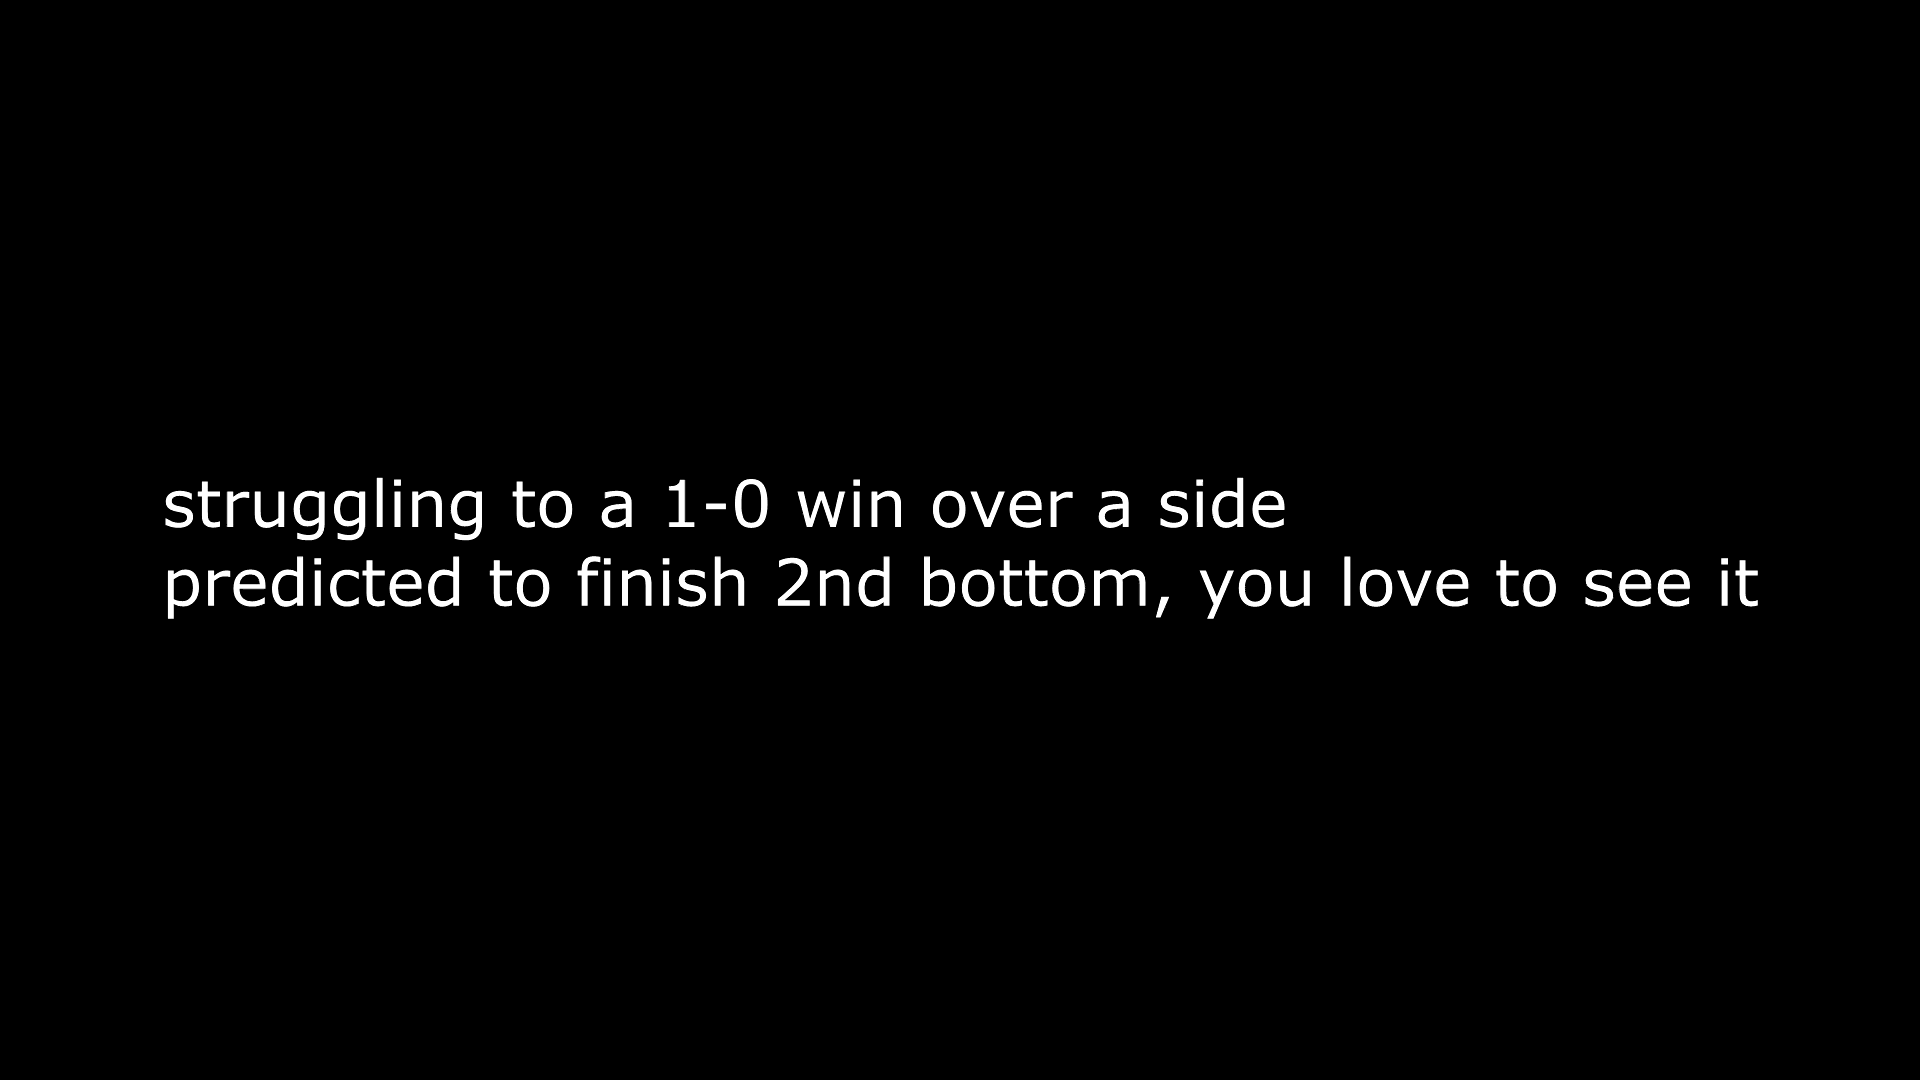 struggling to a 1-0 win over a side
predicted to finish 2nd bottom, you love to see it